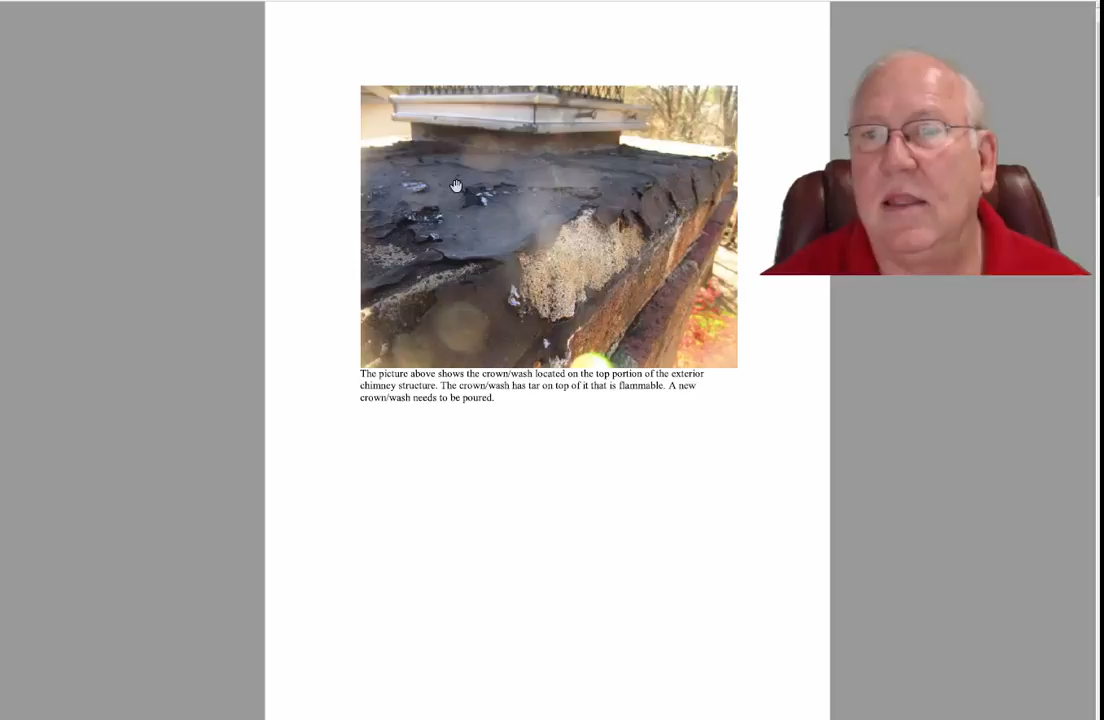 The picture above shows the crown/wash located on the top portion of the exterior
chimney structure. The crown/wash has tar on top of it that is flammable. A new
crown/wash needs to be poured.